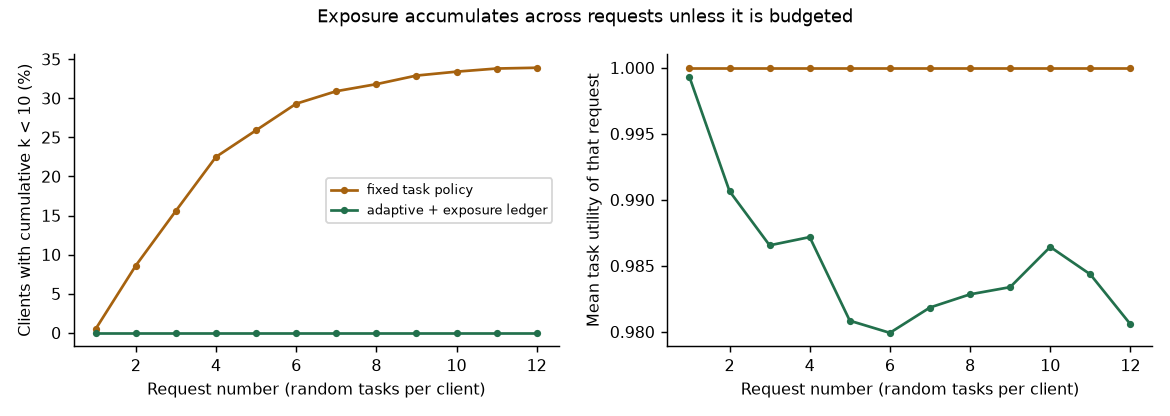 Exposure accumulates across requests unless it is budgeted
Clients with cumulative k < 10 (%)
35
30
25
20
15
10
5
0
fixed task policy
adaptive + exposure ledger
2 4 6 8 10 12
Request number (random tasks per client)
Mean task utility of that request
1.000
0.995
0.990
0.985
0.980
2 4 6 8 10 12
Request number (random tasks per client)